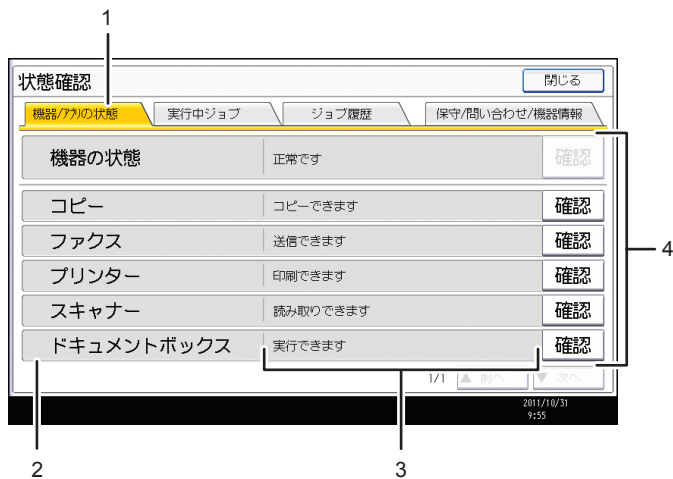 1
状態確認
閉じる
機器/アプリの状態 実行中ジョブ ジョブ履歴 保守/問い合わせ/機器情報
機器の状態 正常です 確認
コピー コピーできます 確認
ファクス 送信できます 確認
プリンター 印刷できます 確認
スキャナー 読み取りできます 確認
ドキュメントボックス 実行できます 確認
4
1/1 ▲ 前へ ▼ 次へ
2011/10/31
9:55
2
3